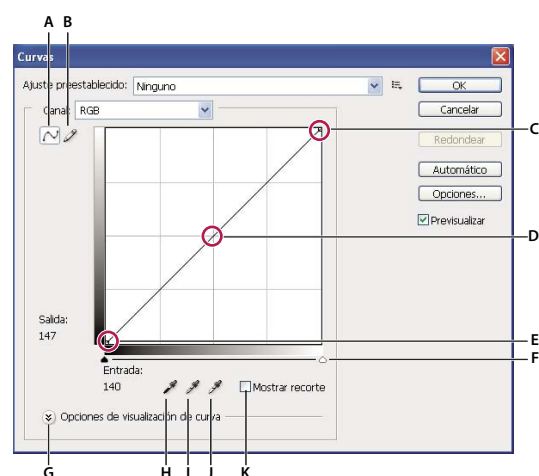 A B
Curvas
Ajuste preestablecido: Ninguno
OK
Canal: RGB
Cancelar
C
Redondear
Automático
Opciones...
Previsualizar
D
Salida:
147
E
F
Entrada:
140
Mostrar recorte
Opciones de visualización de curva
G H I J K